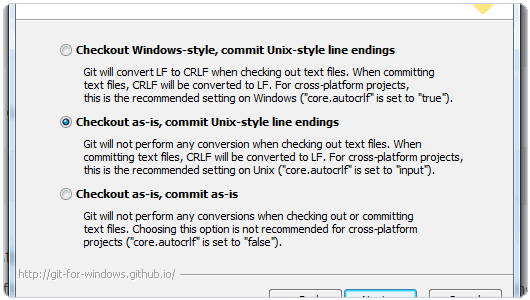 Checkout Windows-style, commit Unix-style line endings
Git will convert LF to CRLF when checking out text files. When committing
text files, CRLF will be converted to LF. For cross-platform projects,
this is the recommended setting on Windows ("core.autocrlf" is set to "true").
Checkout as-is, commit Unix-style line endings
Git will not perform any conversion when checking out text files. When
committing text files, CRLF will be converted to LF. For cross-platform projects,
this is the recommended setting on Unix ("core.autocrlf" is set to "input").
Checkout as-is, commit as-is
Git will not perform any conversions when checking out or committing
text files. Choosing this option is not recommended for cross-platform
projects ("core.autocrlf" is set to "false").
http://git-for-windows.github.io/